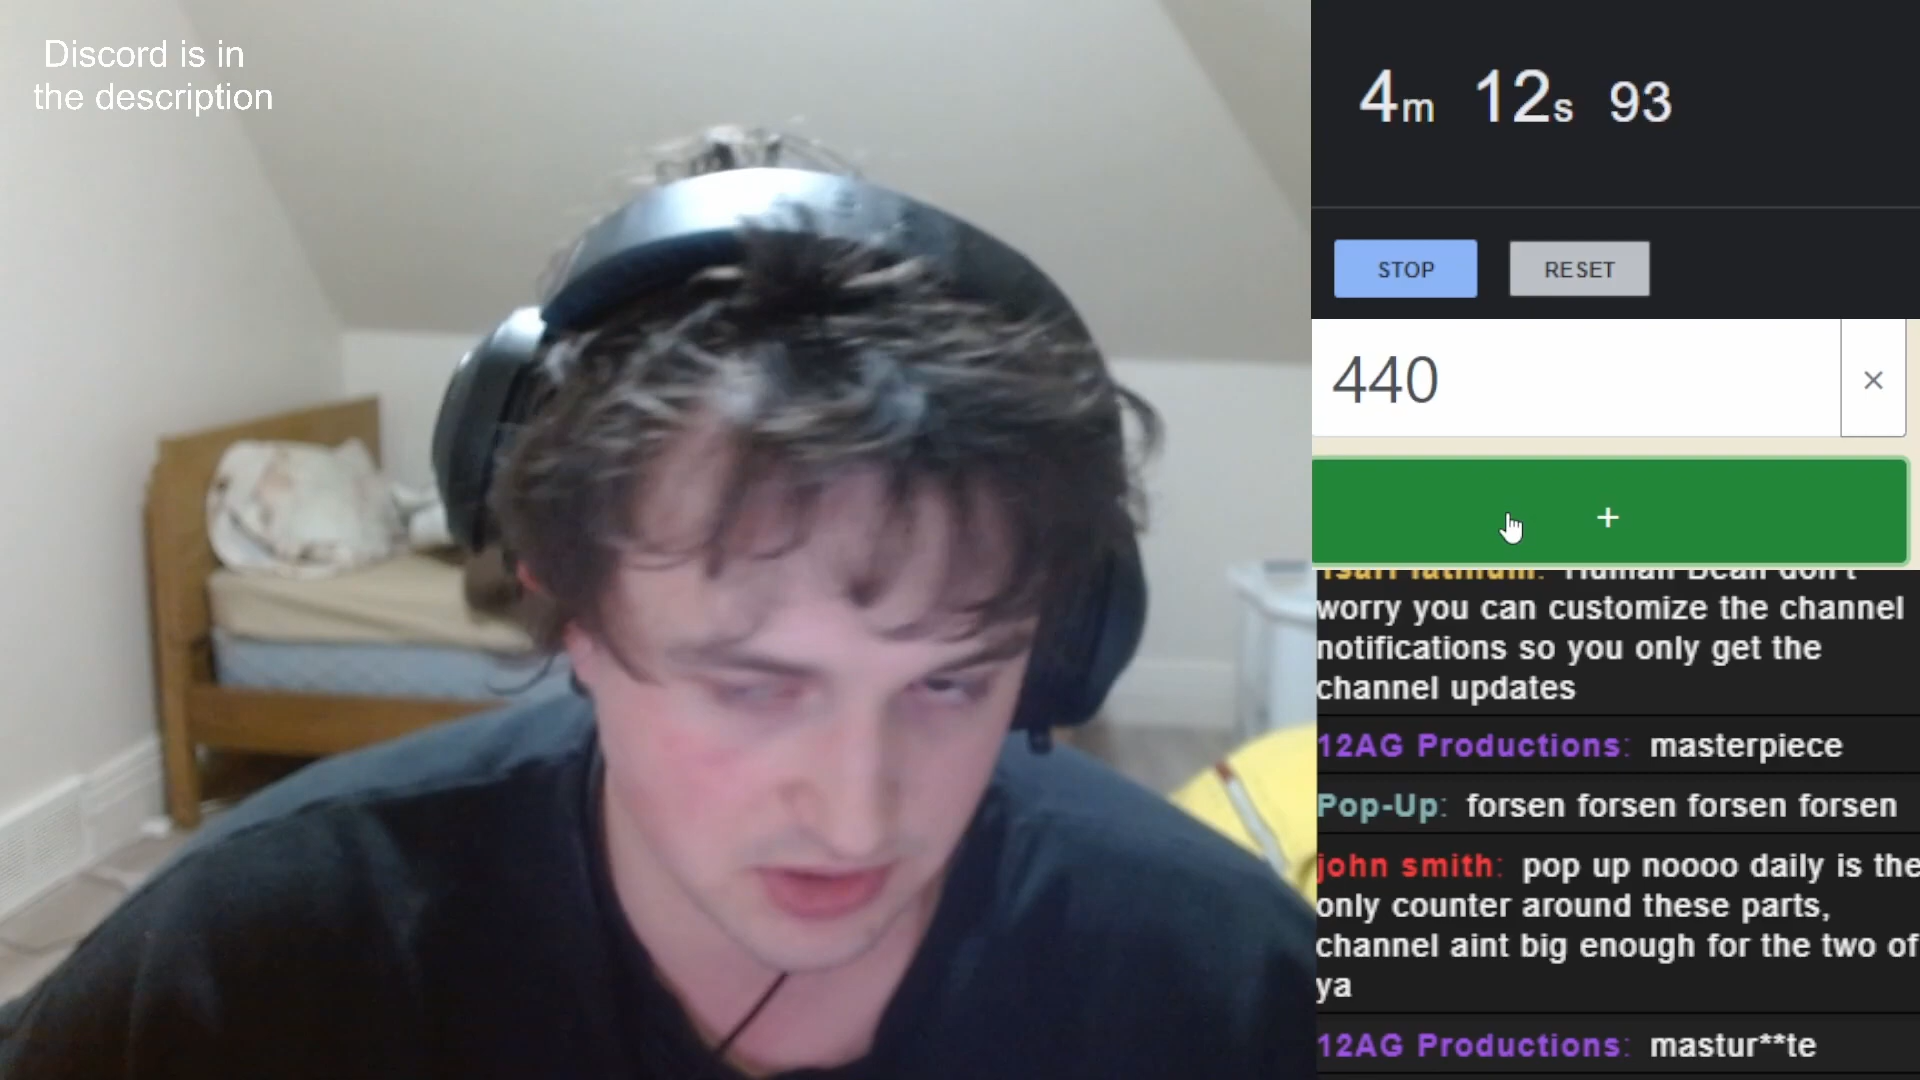 Discord is in
the description
4m 12s 93
STOP RESET
440 ×
+
Human Bean don't
worry you can customize the channel
notifications so you only get the
channel updates
12AG Productions: masterpiece
Pop-Up: forsen forsen forsen forsen
john smith: pop up noooo daily is the
only counter around these parts,
channel aint big enough for the two of
ya
12AG Productions: mastur**te